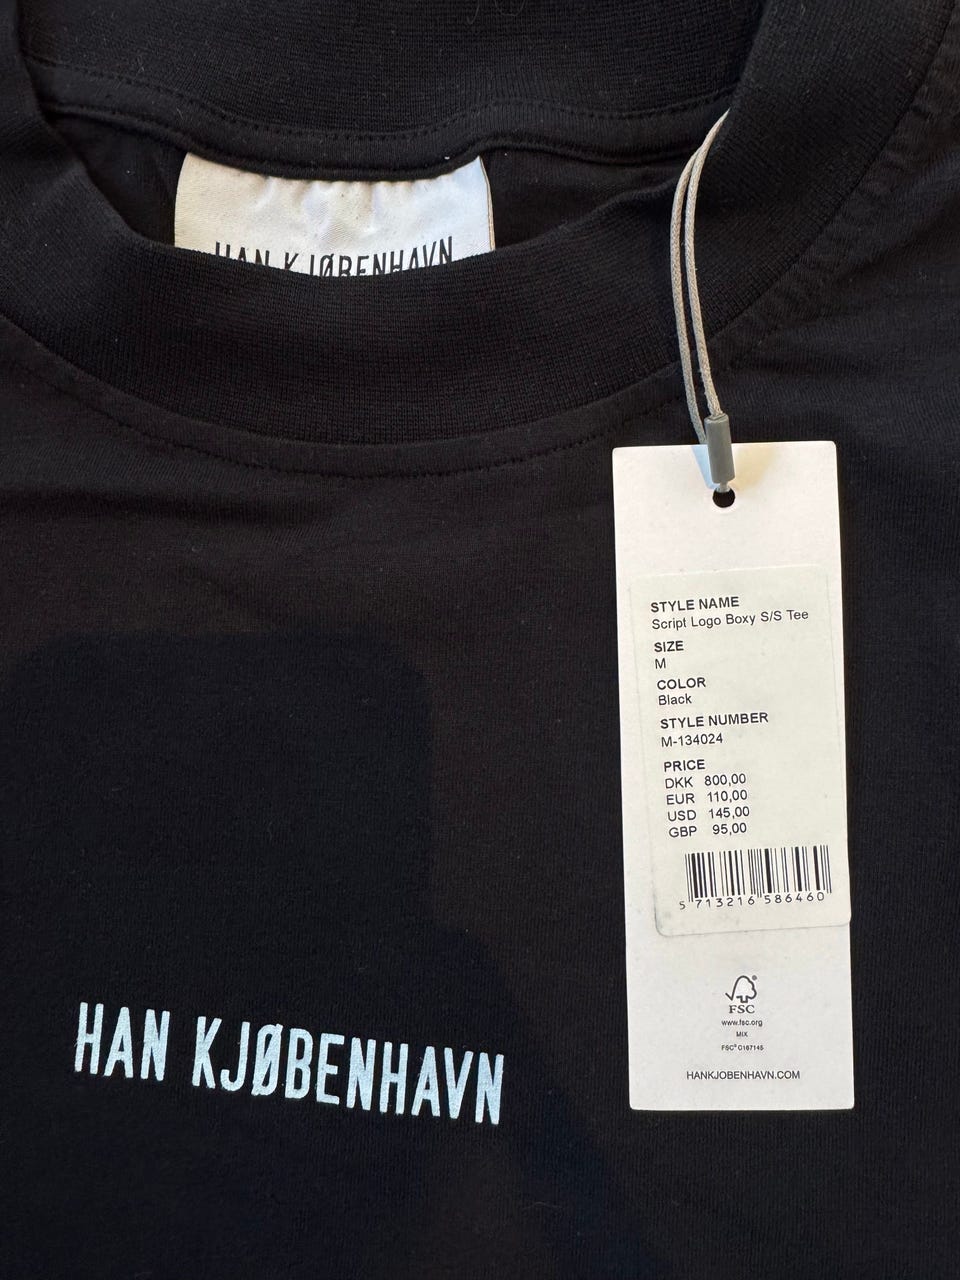 HAN KJØBENHAVN
STYLE NAME
Script Logo Boxy S/S Tee
SIZE
M
COLOR
Black
STYLE NUMBER
M-134024
PRICE
DKK 800,00
EUR 110,00
USD 145,00
GBP 95,00
5 713216 586460
FSC
www.fsc.org
MIX
FSC® C167145
HANKJOBENHAVN.COM
HAN KJØBENHAVN